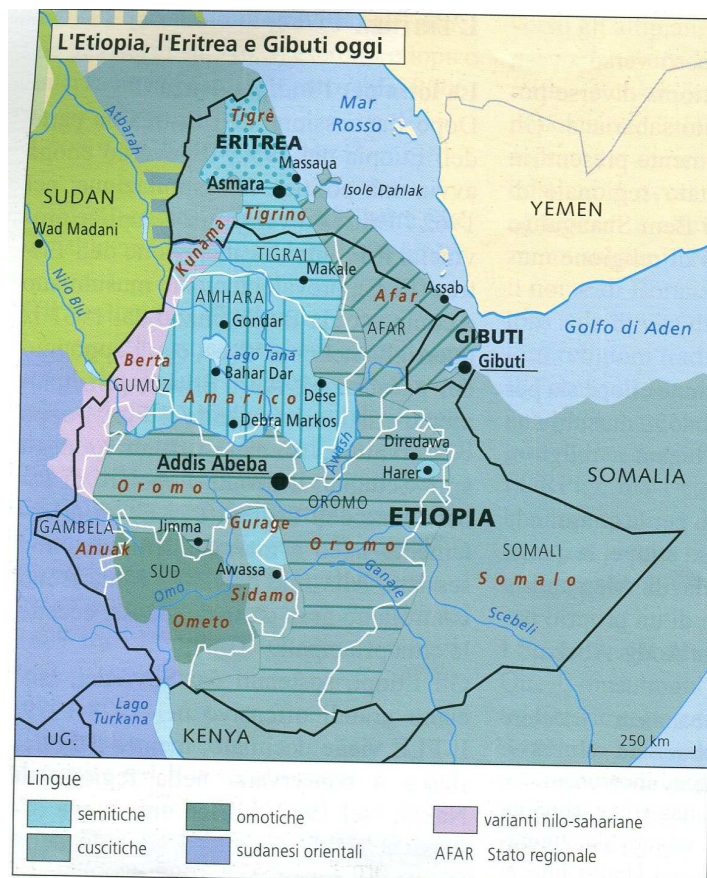 L'Etiopia, l'Eritrea e Gibuti oggi
Atbarah
Mar
Rosso
Tigrè
ERITREA
Massaua
Asmara
Isole Dahlak
SUDAN
YEMEN
Wad Madani
Tigrino
Kunama
TIGRAI
Makale
Nilo Blu
AMHARA
Afar
Assab
Gondar
AFAR
GIBUTI
Golfo di Aden
Berta
Lago Tana
Gibuti
GUMUZ
Bahar Dar
Amarico
Dese
Debra Markos
Awash
Diredawa
Addis Abeba
Harer
SOMALIA
Oromo
OROMO
ETIOPIA
GAMBELA
Jimma
Gurage
Anuak
Oromo
SOMALI
SUD
Awassa
Ganale
Somalo
Omo
Sidamo
Scebeli
Ometo
Lago
Turkana
UG.
KENYA
250 km
Lingue
semitiche
omotiche
varianti nilo-sahariane
cuscitiche
sudanesi orientali
AFAR Stato regionale